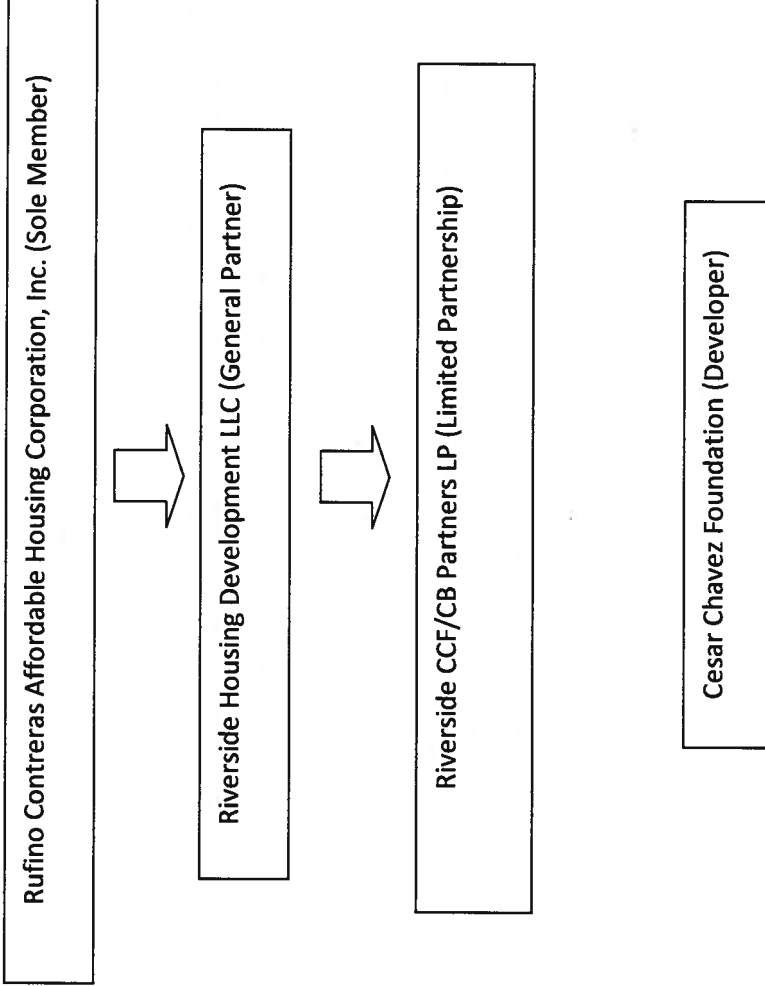 Rufino Contreras Affordable Housing Corporation, Inc. (Sole Member)
Riverside Housing Development LLC (General Partner)
Riverside CCF/CB Partners LP (Limited Partnership)
Cesar Chavez Foundation (Developer)